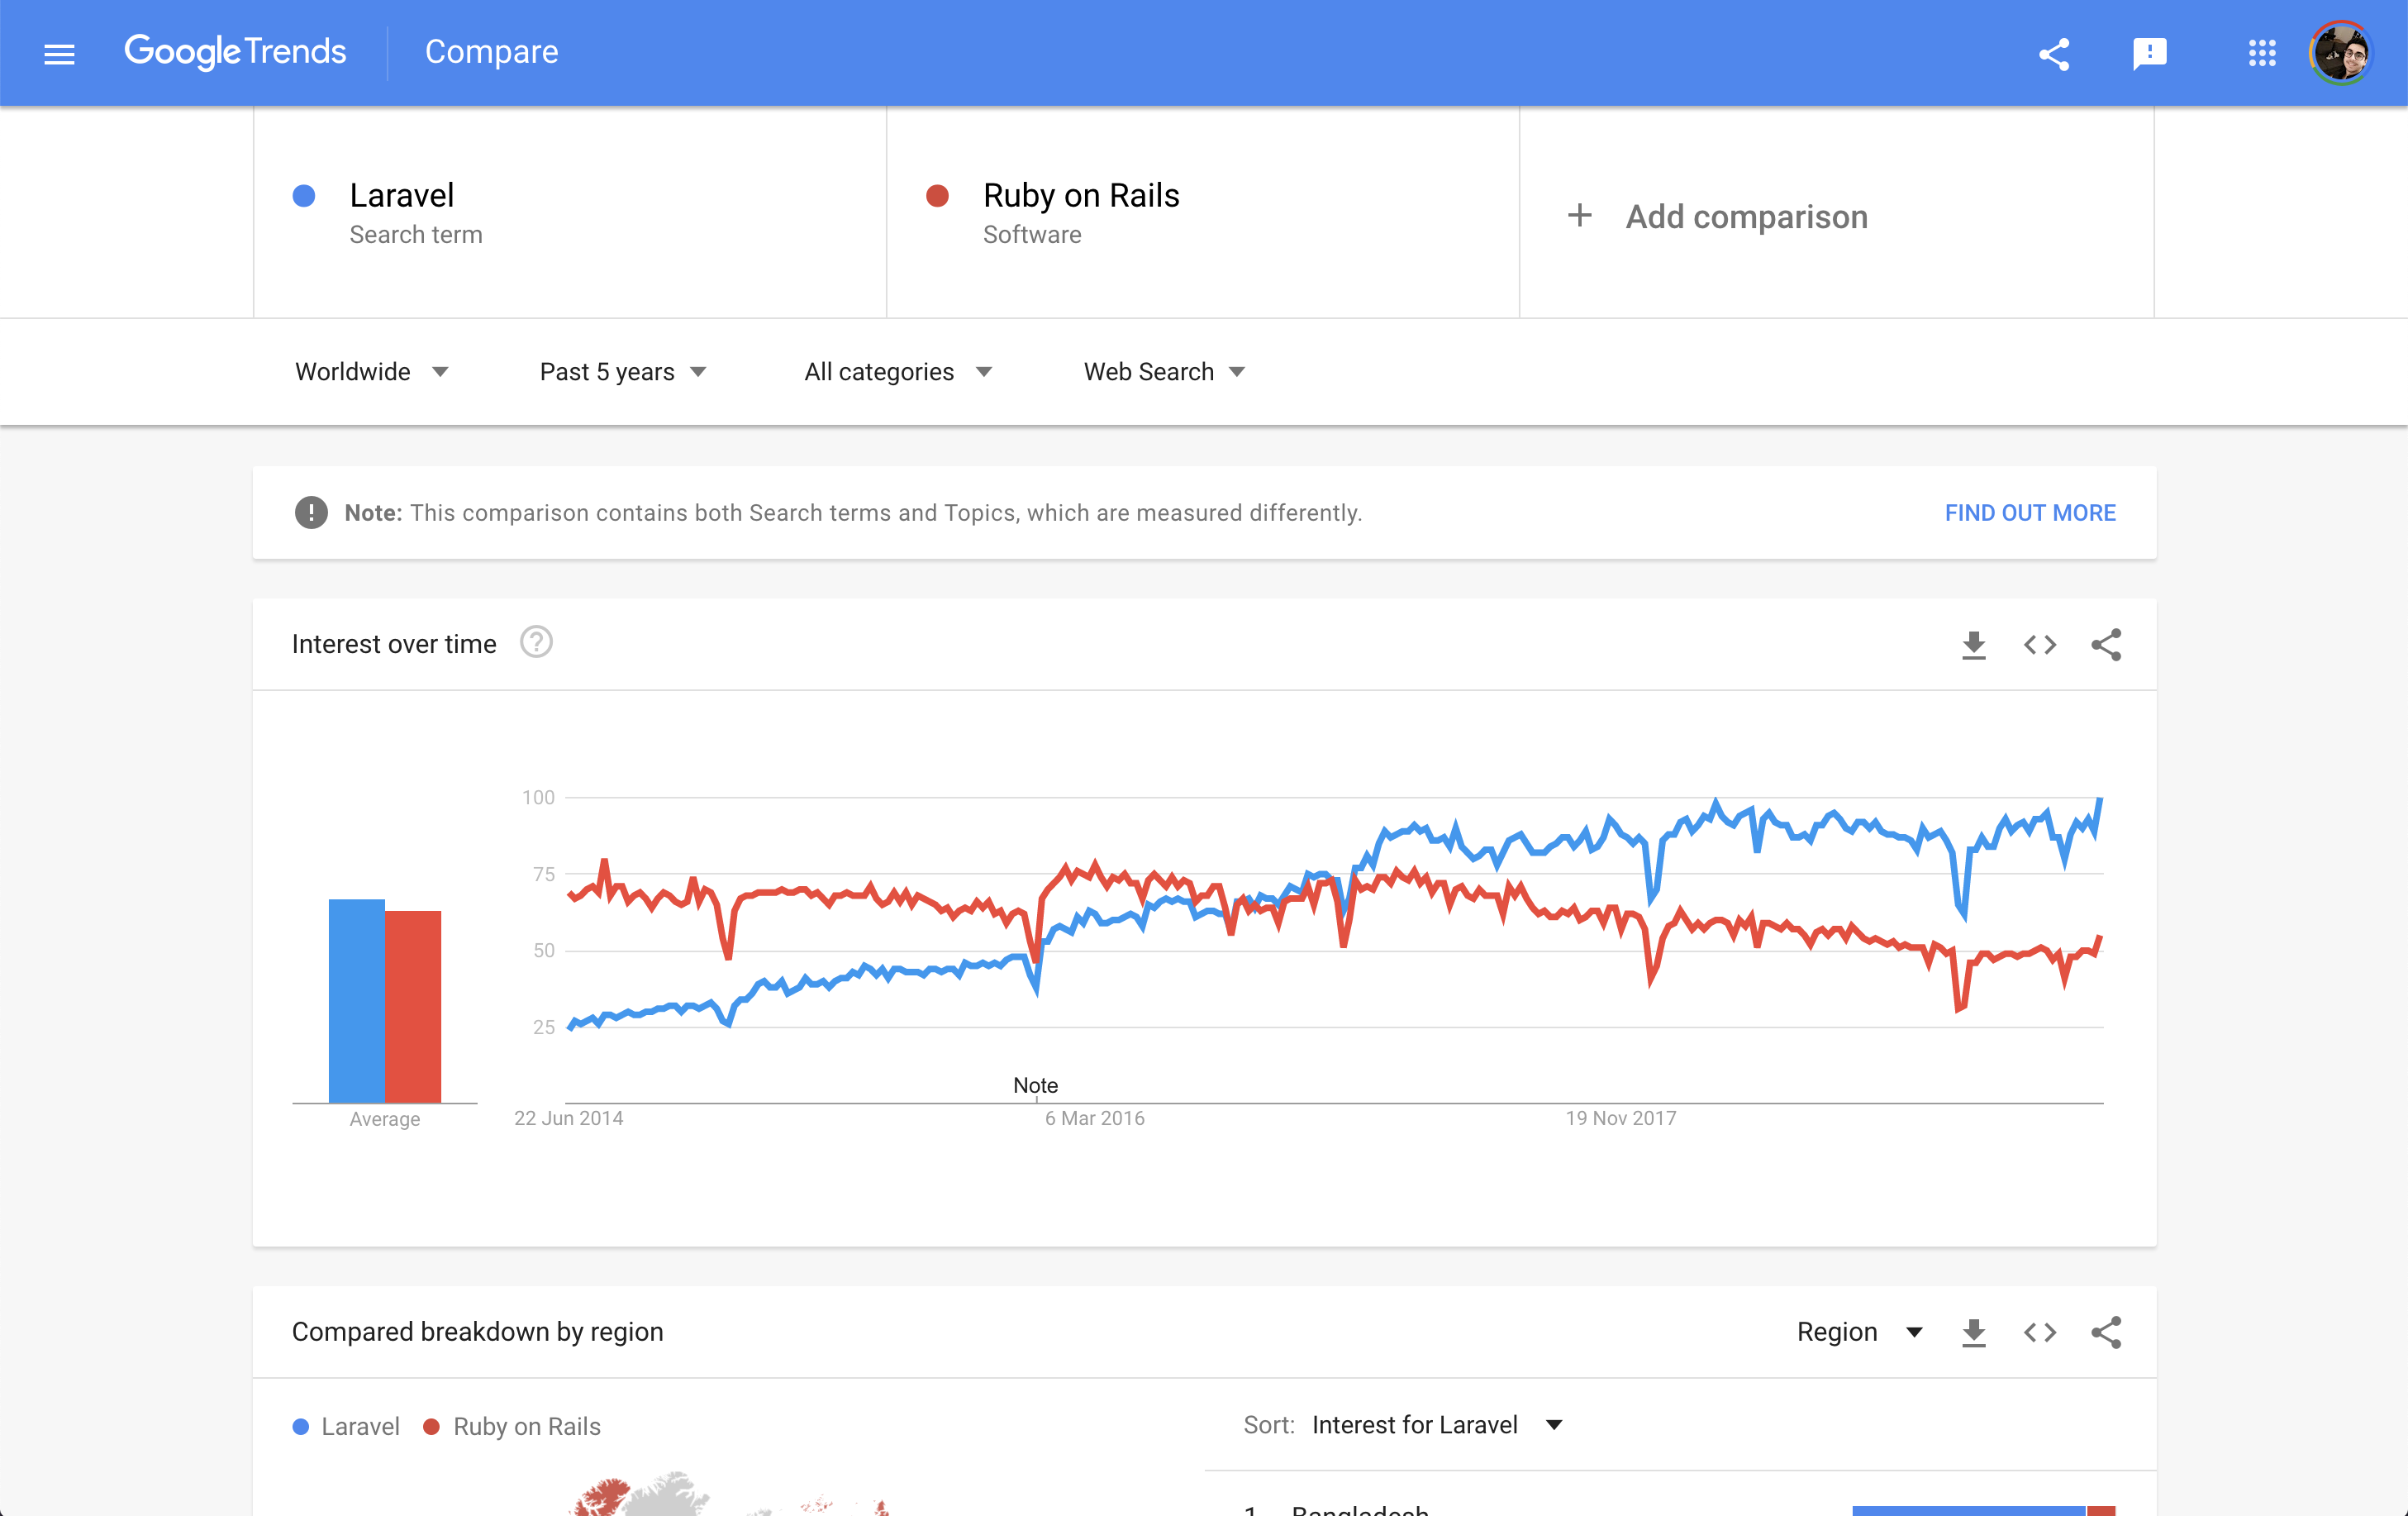 Google Trends
Compare
Laravel
Search term
Ruby on Rails
Software
+ Add comparison
Worldwide
Past 5 years
All categories
Web Search
Note: This comparison contains both Search terms and Topics, which are measured differently.
FIND OUT MORE
Interest over time
100
75
50
25
Note
Average
22 Jun 2014
6 Mar 2016
19 Nov 2017
Compared breakdown by region
Region
Laravel
Ruby on Rails
Sort: Interest for Laravel
1 Bangladesh